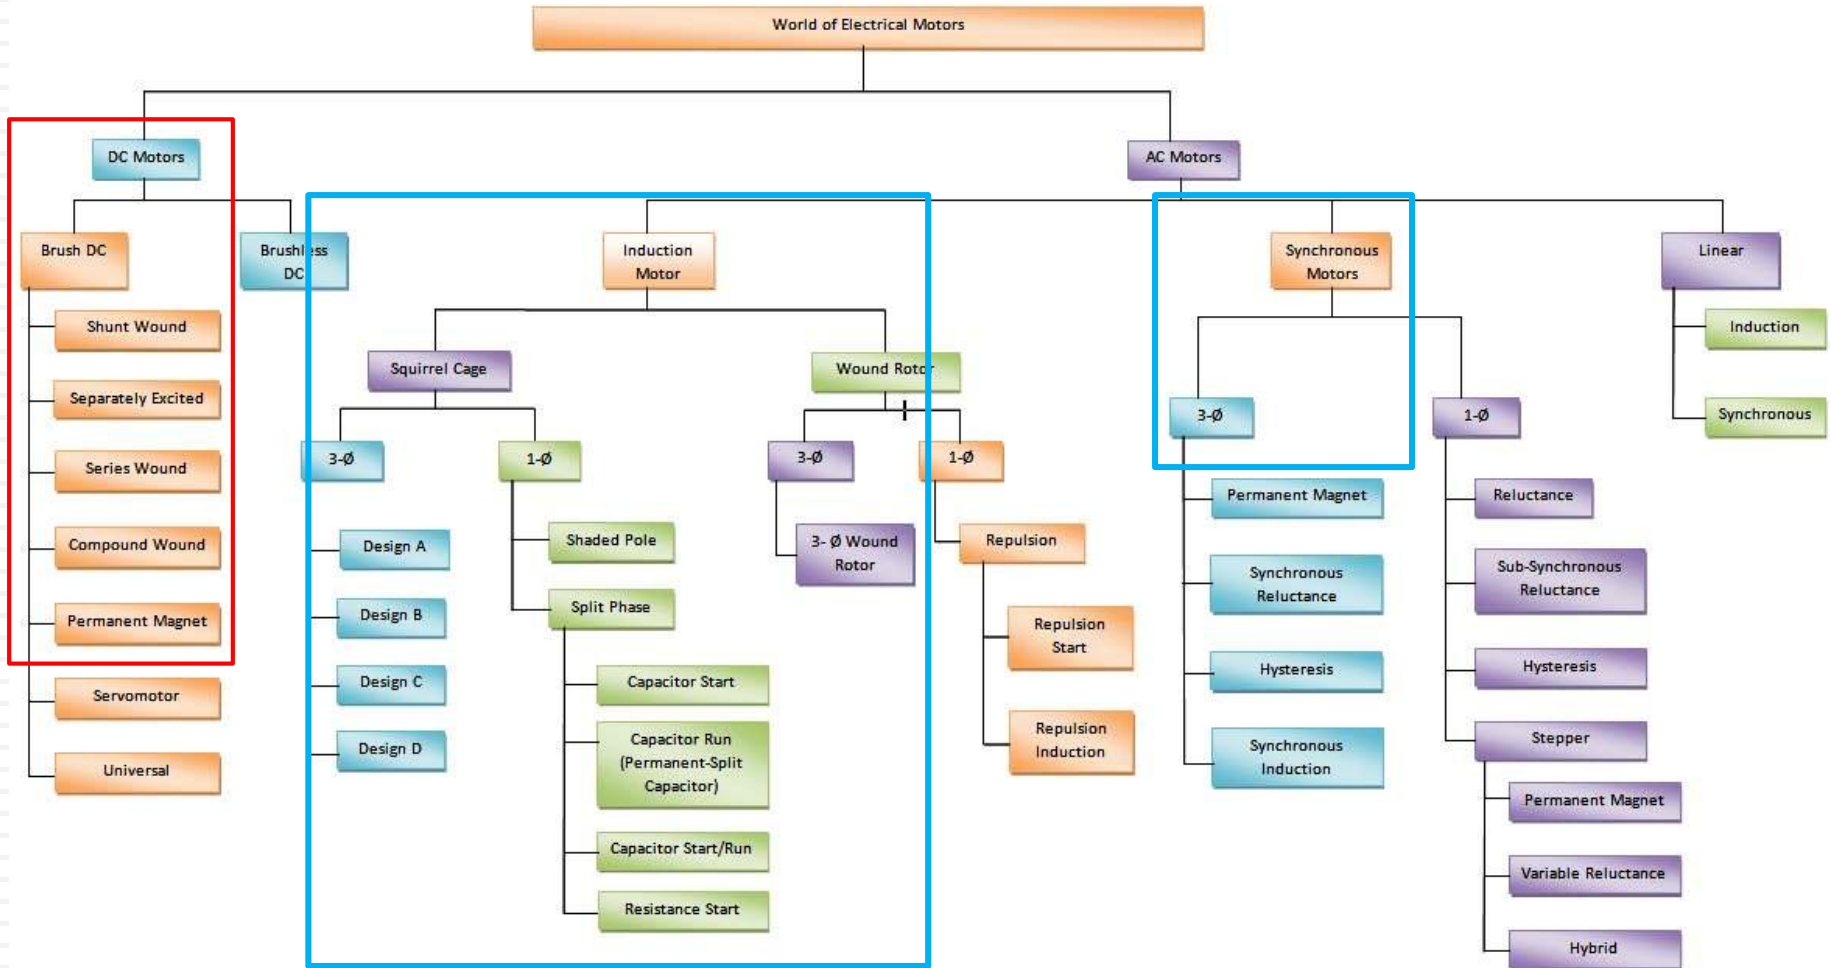 World of Electrical Motors
DC Motors
AC Motors
Brush DC
Brushless
DC
Induction
Motor
Synchronous
Motors
Linear
Shunt Wound
Separately Excited
Series Wound
Compound Wound
Permanent Magnet
Servomotor
Universal
Squirrel Cage
Wound Rotor
3-Ø
1-Ø
3-Ø
1-Ø
Design A
Design B
Design C
Design D
Shaded Pole
Split Phase
Capacitor Start
Capacitor Run
(Permanent-Split
Capacitor)
Capacitor Start/Run
Resistance Start
3- Ø Wound
Rotor
Repulsion
Repulsion
Start
Repulsion
Induction
3-Ø
1-Ø
Permanent Magnet
Synchronous
Reluctance
Hysteresis
Synchronous
Induction
Reluctance
Sub-Synchronous
Reluctance
Hysteresis
Stepper
Permanent Magnet
Variable Reluctance
Hybrid
Induction
Synchronous